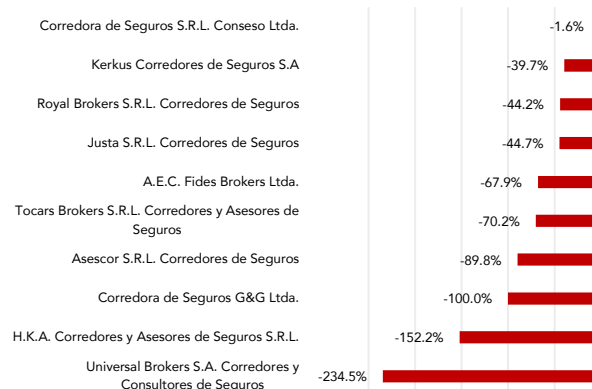 Corredora de Seguros S.R.L. Conseso Ltda. -1.6%
Kerkus Corredores de Seguros S.A -39.7%
Royal Brokers S.R.L. Corredores de Seguros -44.2%
Justa S.R.L. Corredores de Seguros -44.7%
A.E.C. Fides Brokers Ltda. -67.9%
Tocars Brokers S.R.L. Corredores y Asesores de
Seguros -70.2%
Asescor S.R.L. Corredores de Seguros -89.8%
Corredora de Seguros G&G Ltda. -100.0%
H.K.A. Corredores y Asesores de Seguros S.R.L. -152.2%
Universal Brokers S.A. Corredores y
Consultores de Seguros -234.5%